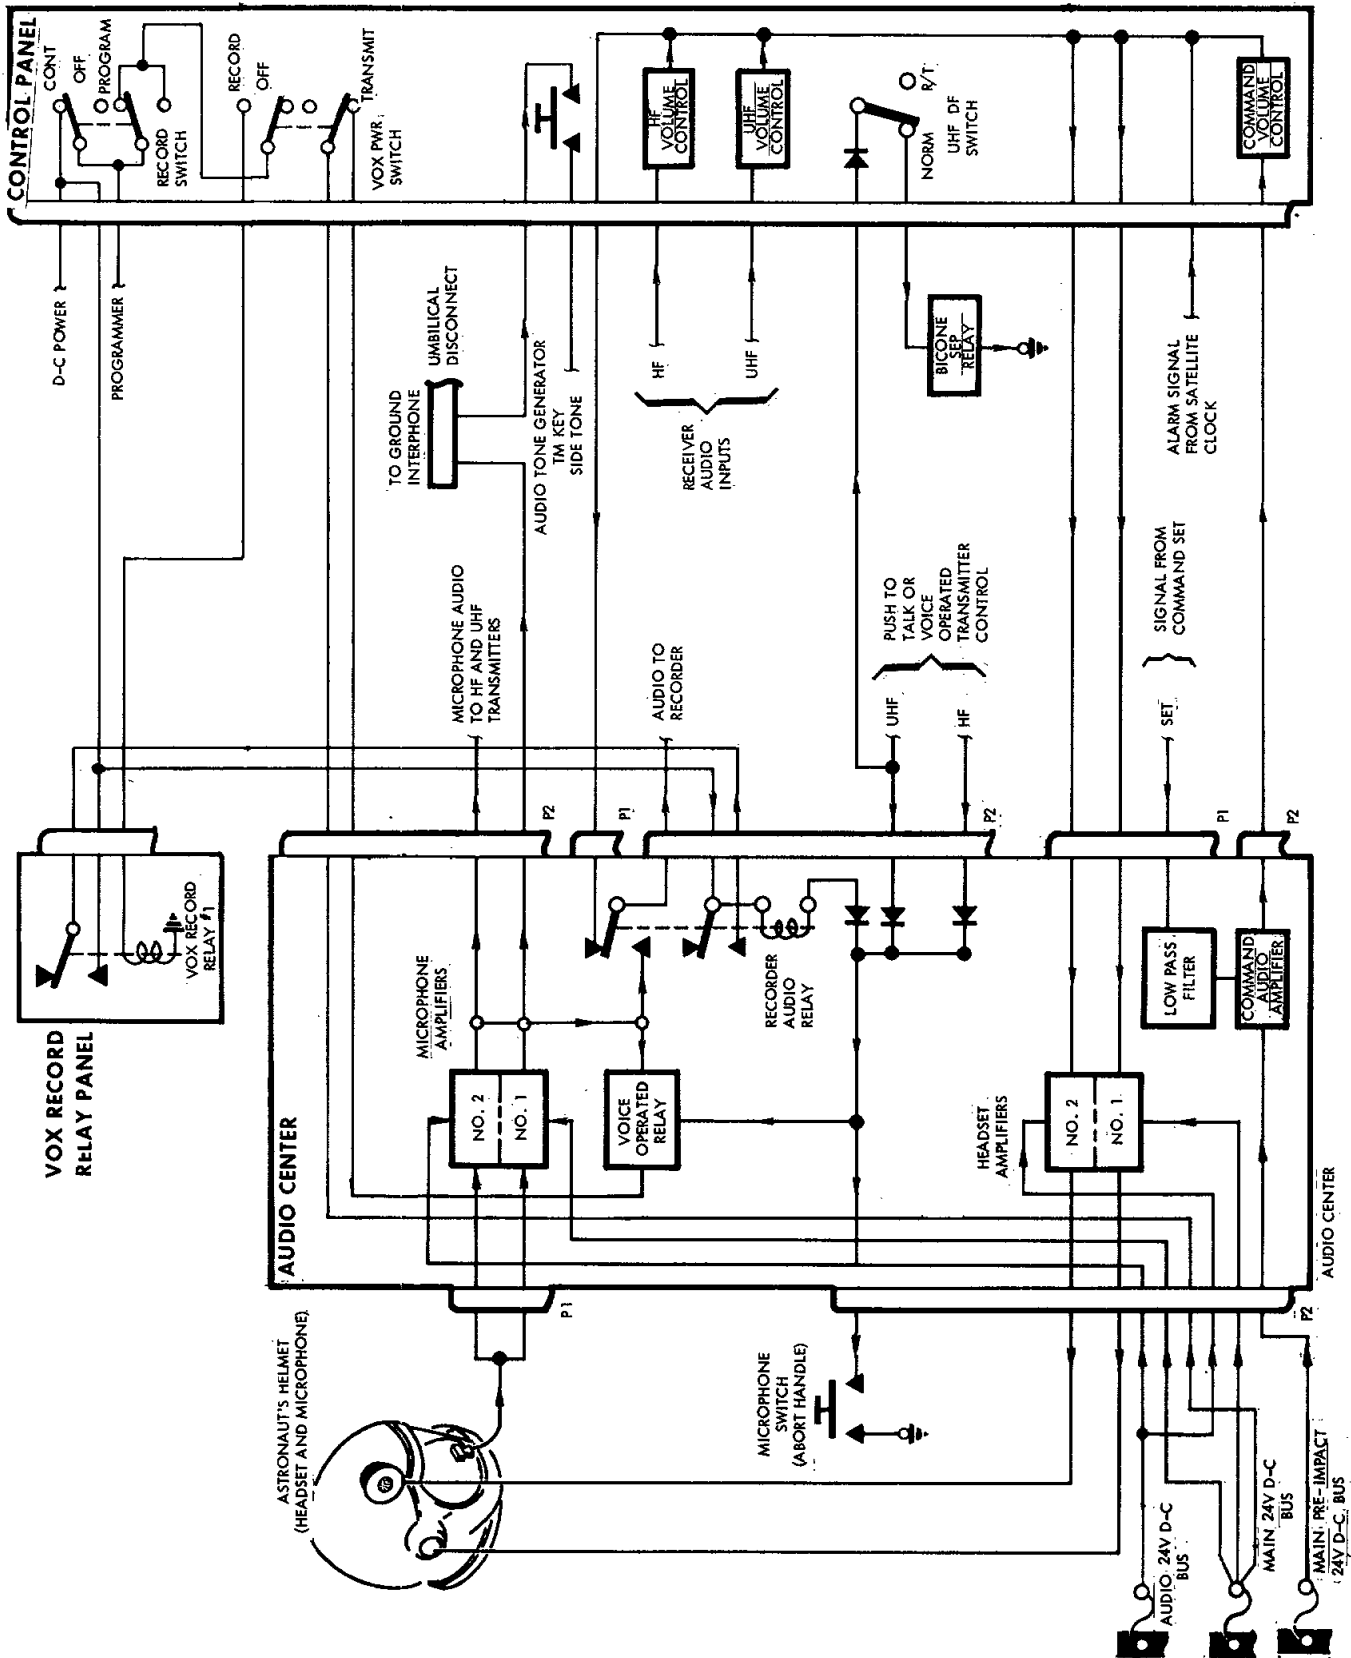 CONTROL PANEL
CONT
OFF
PROGRAM
RECORD
SWITCH
RECORD
OFF
TRANSMIT
VOX PWR
SWITCH
HF
VOLUME
CONTROL
UHF
VOLUME
CONTROL
NORM
R/T
UHF DF
SWITCH
COMMAND
VOLUME
CONTROL
D-C POWER
PROGRAMMER
TO GROUND
INTERPHONE
UMBILICAL
DISCONNECT
AUDIO TONE GENERATOR
TM KEY
SIDE TONE
HF
UHF
RECEIVER
AUDIO
INPUTS
BICONE
SEP
RELAY
ALARM SIGNAL
FROM SATELLITE
CLOCK
MICROPHONE AUDIO
TO HF AND UHF
TRANSMITTERS
AUDIO TO
RECORDER
UHF
HF
PUSH TO
TALK OR
VOICE
OPERATED
TRANSMITTER
CONTROL
SET
SIGNAL FROM
COMMAND SET
P2
P1
P2
P1
P2
VOX RECORD
RELAY #1
VOX RECORD
RELAY PANEL
AUDIO CENTER
MICROPHONE
AMPLIFIERS
NO. 2
NO. 1
VOICE
OPERATED
RELAY
RECORDER
AUDIO
RELAY
HEADSET
AMPLIFIERS
NO. 2
NO. 1
LOW PASS
FILTER
COMMAND
AUDIO
AMPLIFIER
AUDIO CENTER
P1
P2
ASTRONAUT'S HELMET
(HEADSET AND MICROPHONE)
MICROPHONE
SWITCH
(ABORT HANDLE)
AUDIO 24V D-C
BUS
MAIN 24V D-C
BUS
MAIN PRE-IMPACT
24V D-C BUS